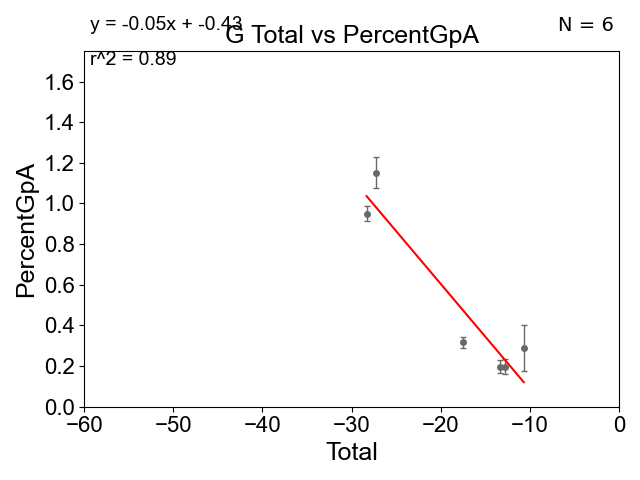 y = -0.05x + -0.43
N = 6
G Total vs PercentGpA
r^2 = 0.89
PercentGpA
1.6
1.4
1.2
1.0
0.8
0.6
0.4
0.2
0.0
−60 −50 −40 −30 −20 −10 0
Total